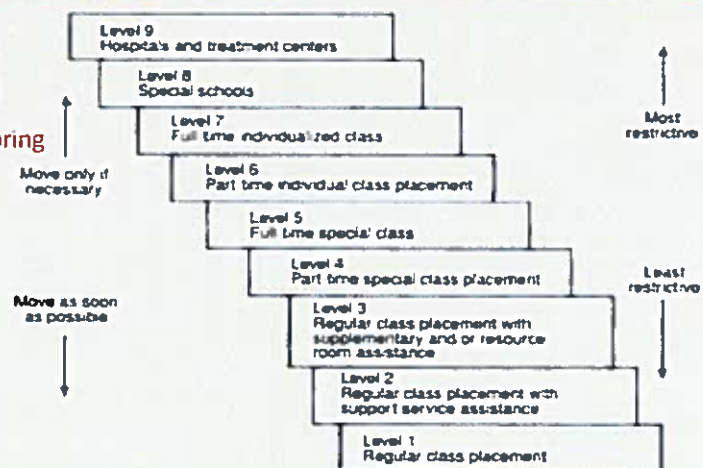 Level 9
Hospitals and treatment centers
Level 8
Special schools
Level 7
Full time individualized class
Level 6
Part time individual class placement
Level 5
Full time special class
Level 4
Part time special class placement
Level 3
Regular class placement with
supplementary and or resource
room assistance
Level 2
Regular class placement with
support service assistance
Level 1
Regular class placement
oring
Move only if
necessary
Move as soon
as possible
Most
restrictive
Least
restrictive